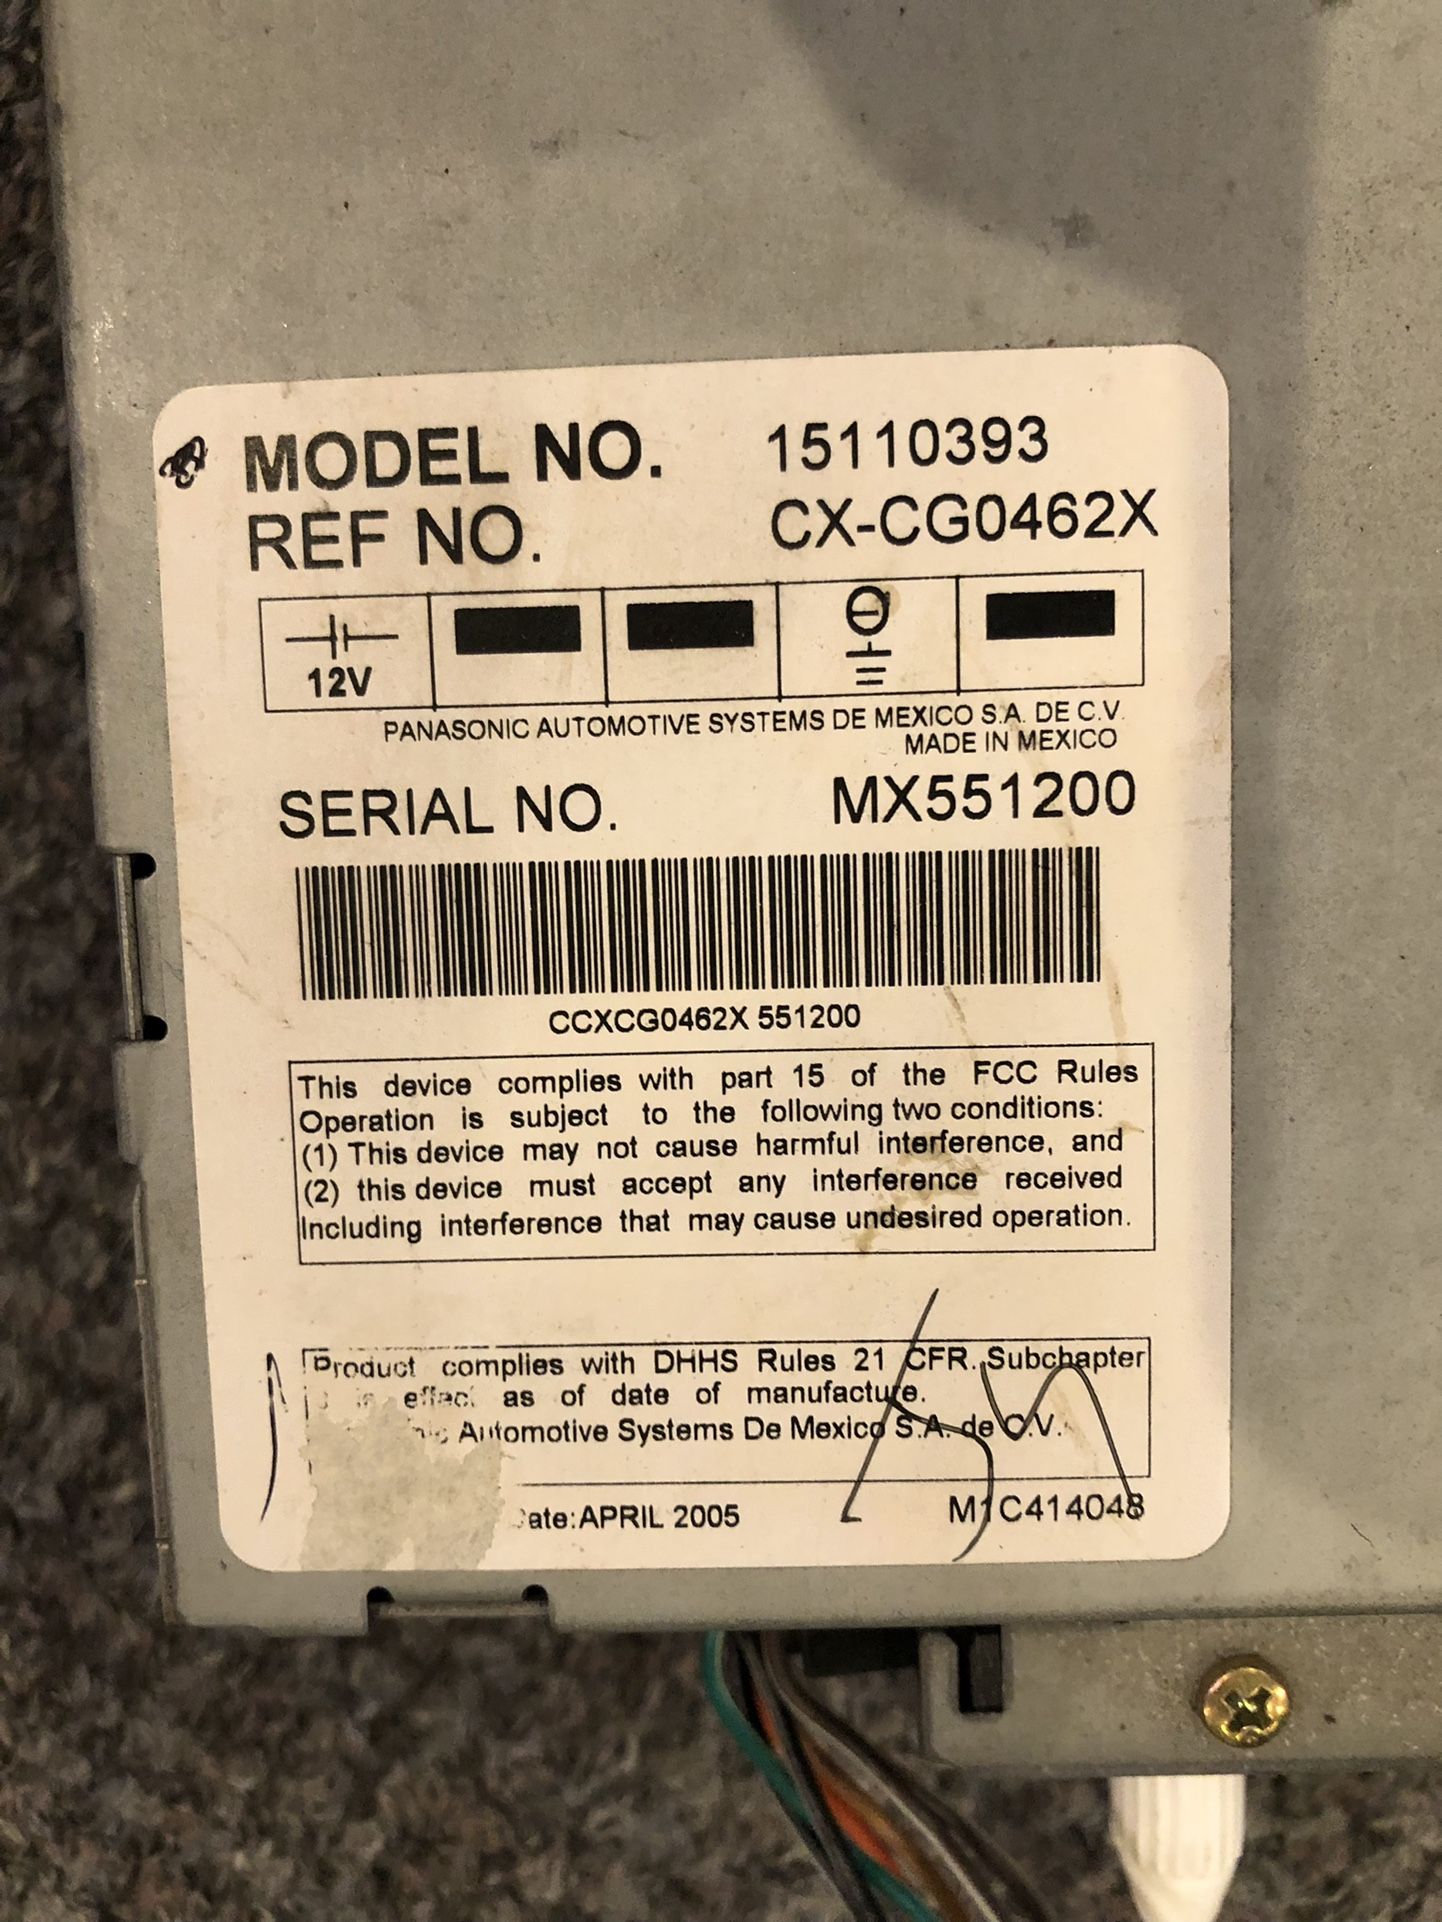 MODEL NO. 15110393
REF NO. CX-CG0462X
12V
PANASONIC AUTOMOTIVE SYSTEMS DE MEXICO S.A. DE C.V.
MADE IN MEXICO
SERIAL NO. MX551200
CCXCG0462X 551200
This device complies with part 15 of the FCC Rules
Operation is subject to the following two conditions:
(1) This device may not cause harmful interference, and
(2) this device must accept any interference received
Including interference that may cause undesired operation.
Product complies with DHHS Rules 21 CFR. Subchapter
effect as of date of manufacture.
Automotive Systems De Mexico S.A. de C.V.
ate: APRIL 2005 M1C414048